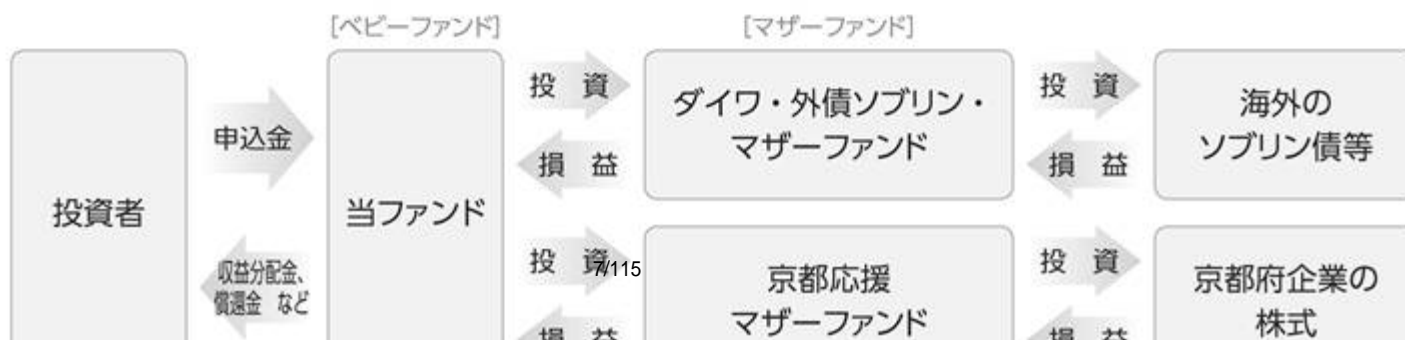 [ベビーファンド]
[マザーファンド]
投資者
申込金
収益分配金、
償還金 など
当ファンド
投 資
損 益
ダイワ・外債ソブリン・
マザーファンド
投 資
損 益
海外の
ソブリン債等
投 資
7/115
損 益
京都応援
マザーファンド
投 資
損 益
京都府企業の
株式